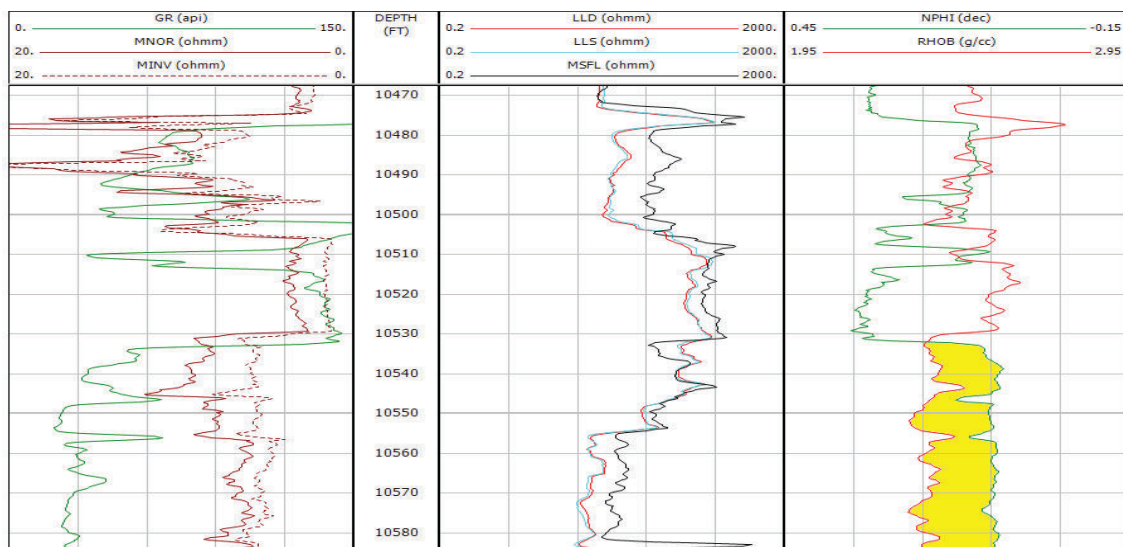 GR (api)
0. 150.
MNOR (ohmm)
20. 0.
MINV (ohmm)
20. 0.
DEPTH
(FT)
LLD (ohmm)
0.2 2000.
LLS (ohmm)
0.2 2000.
MSFL (ohmm)
0.2 2000.
NPHI (dec)
0.45 -0.15
RHOB (g/cc)
1.95 2.95
10470
10480
10490
10500
10510
10520
10530
10540
10550
10560
10570
10580